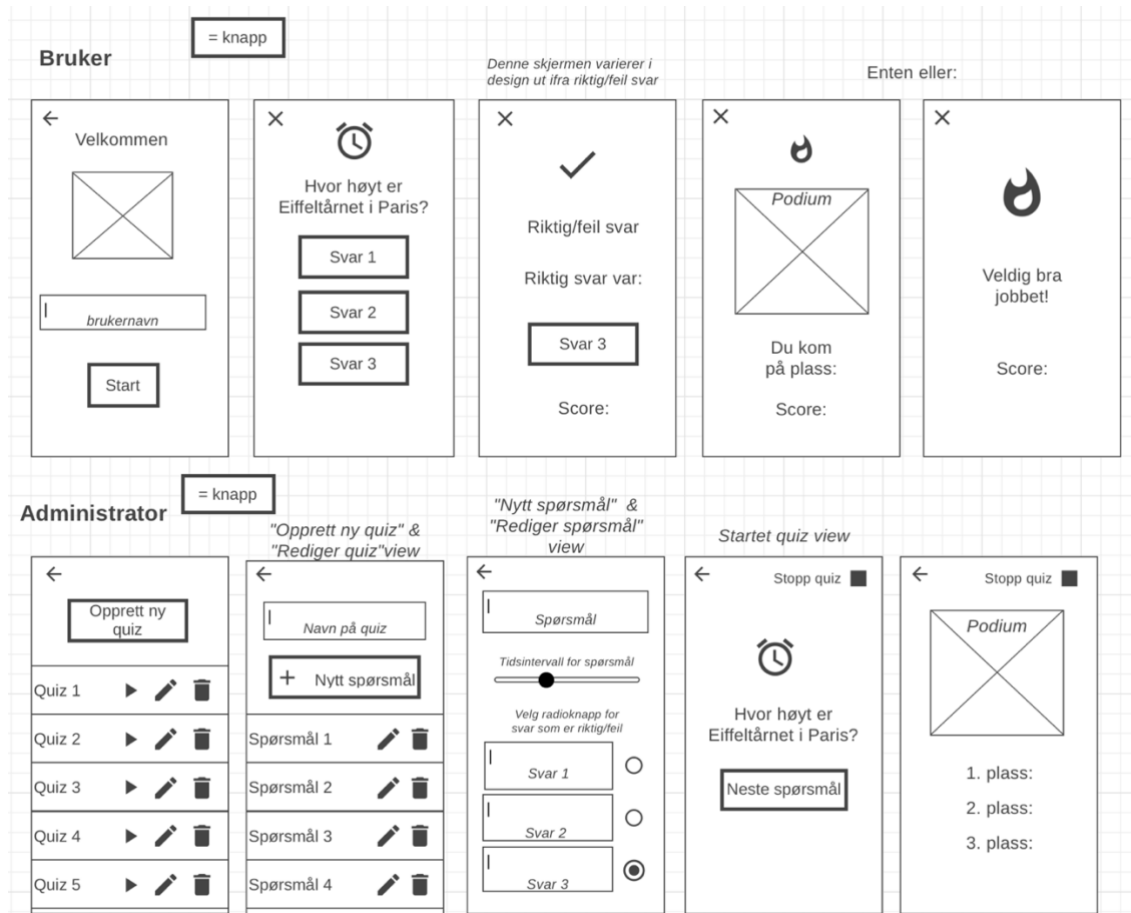 = knapp
Bruker
Denne skjermen varierer i
design ut ifra riktig/feil svar
Enten eller:
Velkommen
brukernavn
Start
Hvor høyt er
Eiffeltårnet i Paris?
Svar 1
Svar 2
Svar 3
Riktig/feil svar
Riktig svar var:
Svar 3
Score:
Podium
Du kom
på plass:
Score:
Veldig bra
jobbet!
Score:
= knapp
Administrator
Opprett ny
quiz
Quiz 1
Quiz 2
Quiz 3
Quiz 4
Quiz 5
"Opprett ny quiz" &
"Rediger quiz"view
Navn på quiz
+ Nytt spørsmål
Spørsmål 1
Spørsmål 2
Spørsmål 3
Spørsmål 4
"Nytt spørsmål" &
"Rediger spørsmål"
view
Spørsmål
Tidsintervall for spørsmål
Velg radioknapp for
svar som er riktig/feil
Svar 1
Svar 2
Svar 3
Startet quiz view
Stopp quiz
Hvor høyt er
Eiffeltårnet i Paris?
Neste spørsmål
Stopp quiz
Podium
1. plass:
2. plass:
3. plass: